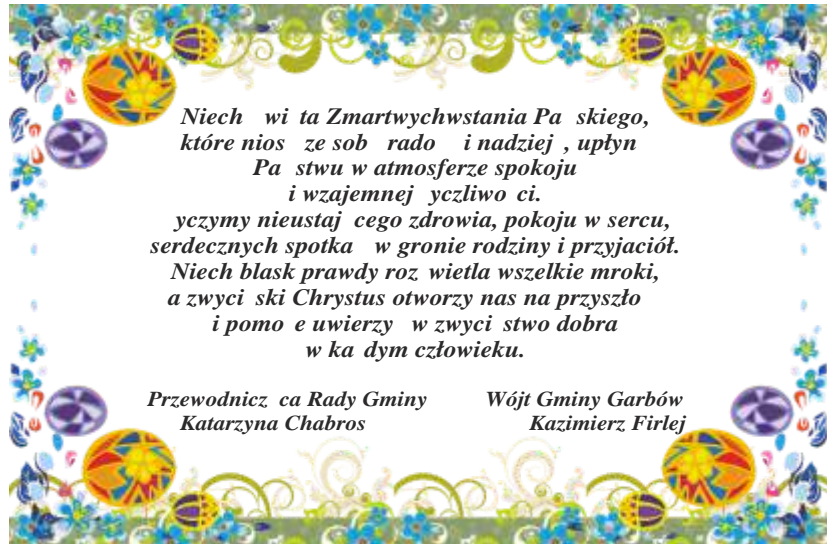 Niech wi ta Zmartwychwstania Pa skiego,
które nios ze sob rado i nadziej , upłyn
Pa stwu w atmosferze spokoju
i wzajemnej yczliwo ci.
yczymy nieustaj cego zdrowia, pokoju w sercu,
serdecznych spotka w gronie rodziny i przyjaciół.
Niech blask prawdy roz wietla wszelkie mroki,
a zwyci ski Chrystus otworzy nas na przyszło
i pomo e uwierzy w zwyci stwo dobra
w ka dym człowieku.
Przewodnicz ca Rady Gminy Wójt Gminy Garbów
Katarzyna Chabros Kazimierz Firlej